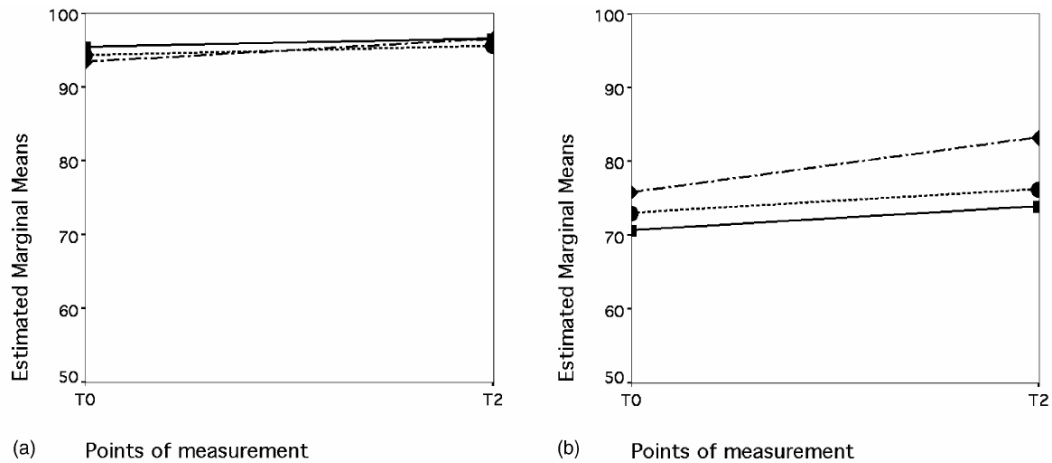 Estimated Marginal Means
100
90
80
70
60
50
T0
T2
(a) Points of measurement
Estimated Marginal Means
100
90
80
70
60
50
T0
T2
(b) Points of measurement